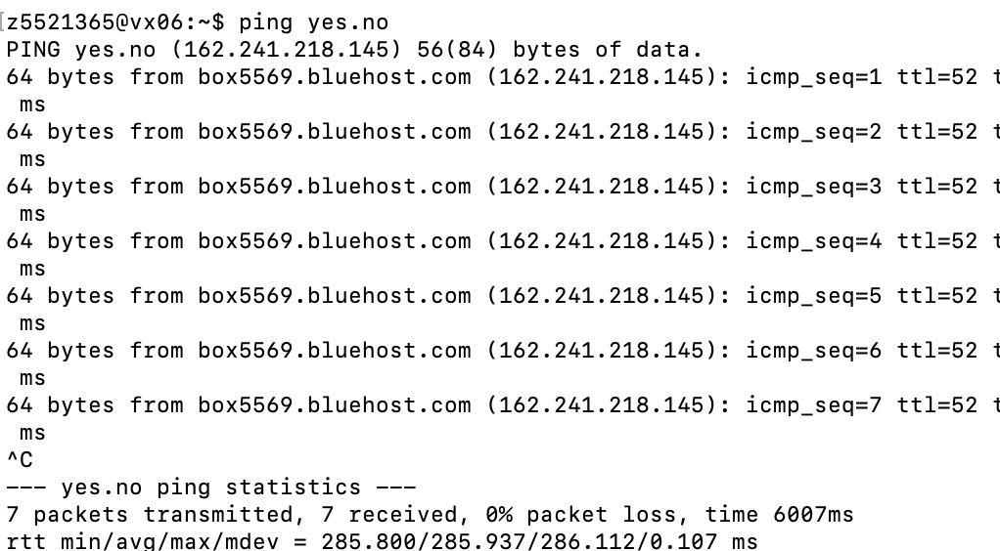 z5521365@vx06:~$ ping yes.no
PING yes.no (162.241.218.145) 56(84) bytes of data.
64 bytes from box5569.bluehost.com (162.241.218.145): icmp_seq=1 ttl=52 t
ms
64 bytes from box5569.bluehost.com (162.241.218.145): icmp_seq=2 ttl=52 t
ms
64 bytes from box5569.bluehost.com (162.241.218.145): icmp_seq=3 ttl=52 t
ms
64 bytes from box5569.bluehost.com (162.241.218.145): icmp_seq=4 ttl=52 t
ms
64 bytes from box5569.bluehost.com (162.241.218.145): icmp_seq=5 ttl=52 t
ms
64 bytes from box5569.bluehost.com (162.241.218.145): icmp_seq=6 ttl=52 t
ms
64 bytes from box5569.bluehost.com (162.241.218.145): icmp_seq=7 ttl=52 t
ms
^C
--- yes.no ping statistics ---
7 packets transmitted, 7 received, 0% packet loss, time 6007ms
rtt min/avg/max/mdev = 285.800/285.937/286.112/0.107 ms